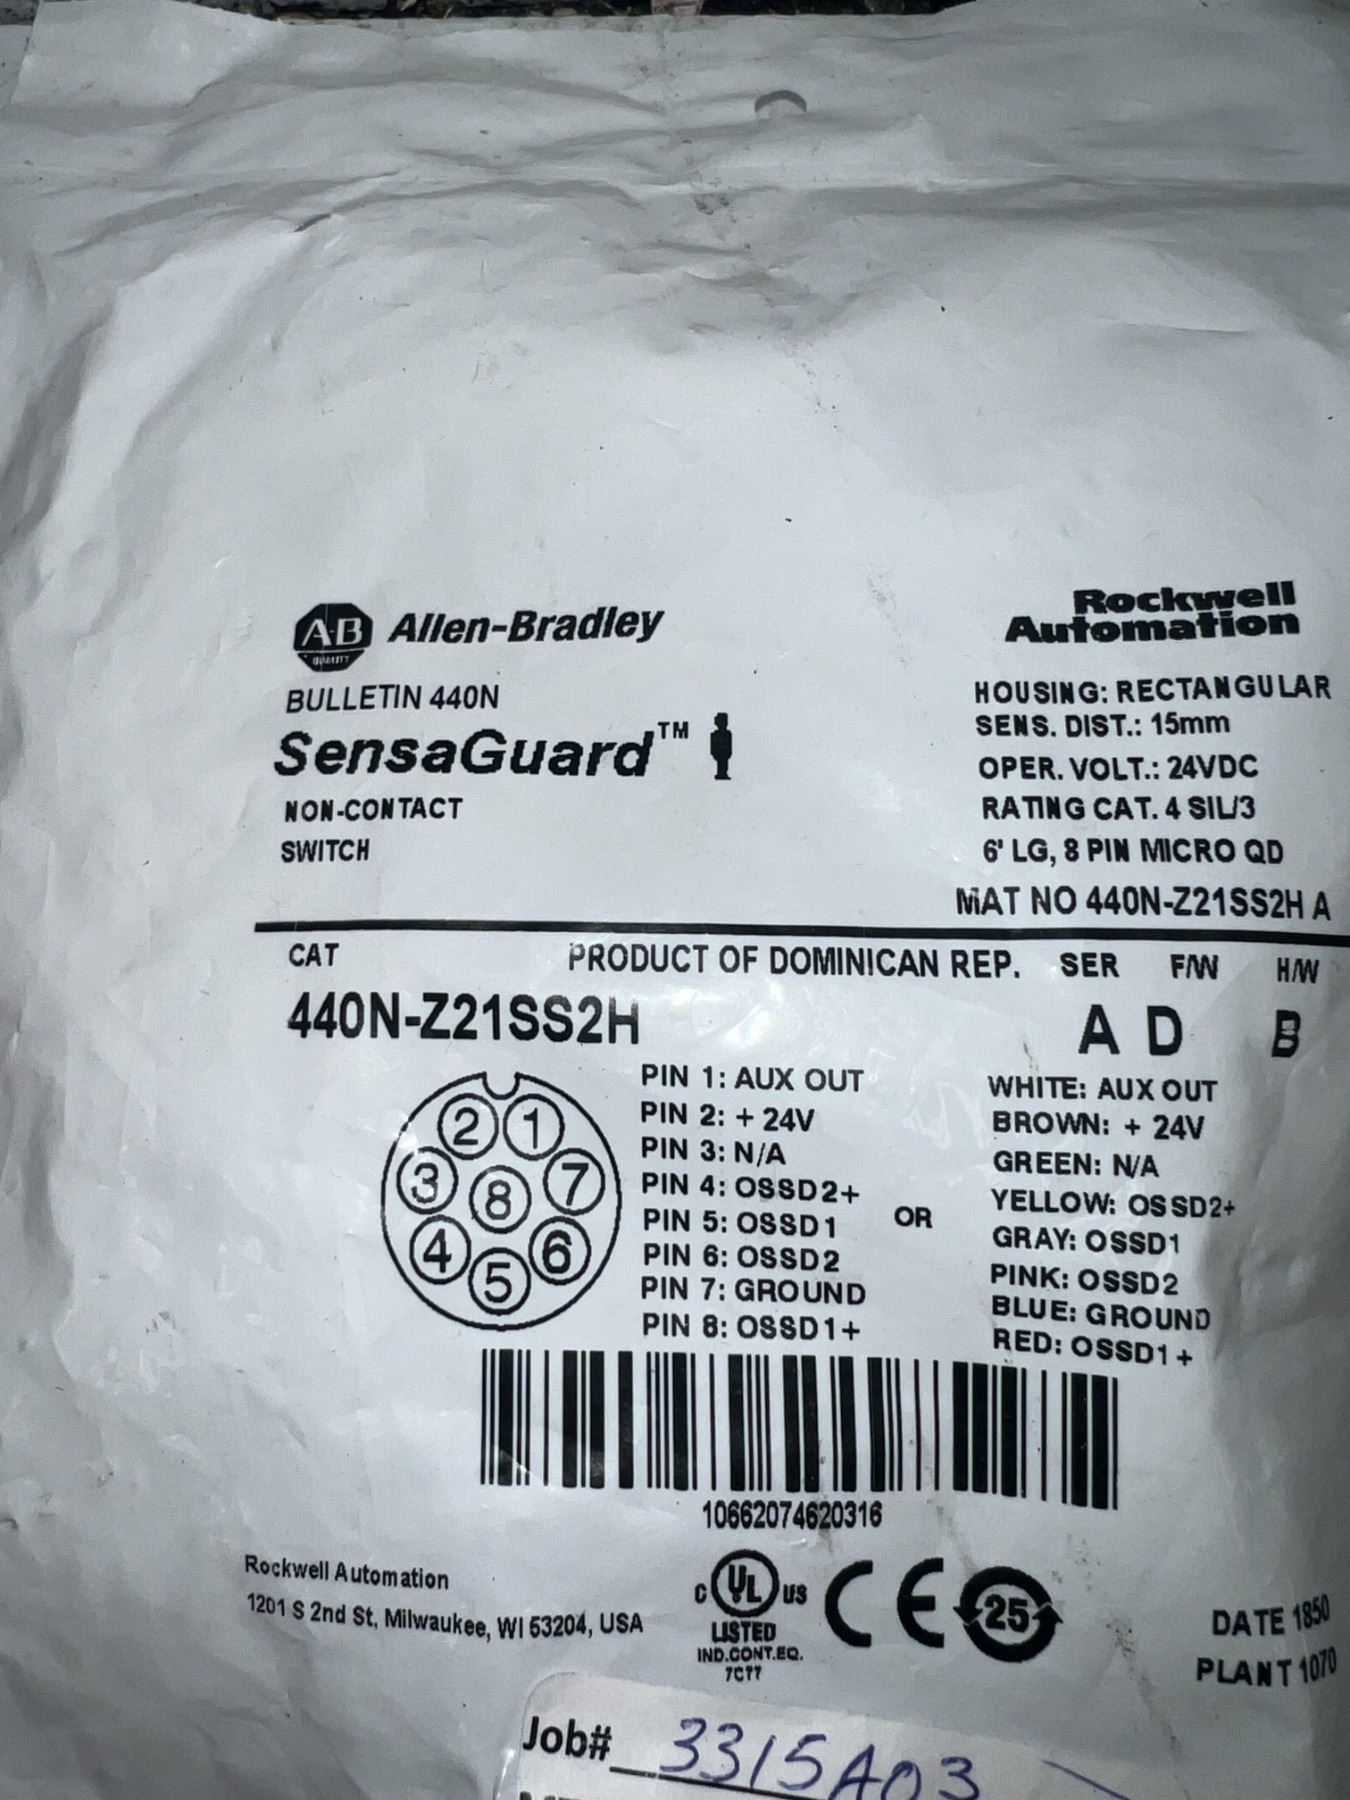 A-B Allen-Bradley
QUALITY
Rockwell
Automation
BULLETIN 440N
SensaGuard™
NON-CONTACT
SWITCH
HOUSING: RECTANGULAR
SENS. DIST.: 15mm
OPER. VOLT.: 24VDC
RATING CAT. 4 SIL/3
6' LG, 8 PIN MICRO QD
MAT NO 440N-Z21SS2H A
CAT PRODUCT OF DOMINICAN REP. SER F/W H/W
440N-Z21SS2H A D B
2 1
3 8 7
4 5 6
PIN 1: AUX OUT
PIN 2: + 24V
PIN 3: N/A
PIN 4: OSSD2+
PIN 5: OSSD1
PIN 6: OSSD2
PIN 7: GROUND
PIN 8: OSSD1+
OR
WHITE: AUX OUT
BROWN: + 24V
GREEN: N/A
YELLOW: OSSD2+
GRAY: OSSD1
PINK: OSSD2
BLUE: GROUND
RED: OSSD1+
10662074620316
Rockwell Automation
1201 S 2nd St, Milwaukee, WI 53204, USA
C UL US
LISTED
IND.CONT.EQ.
7C77
CE
25
DATE 1850
PLANT 1070
Job# 3315A03